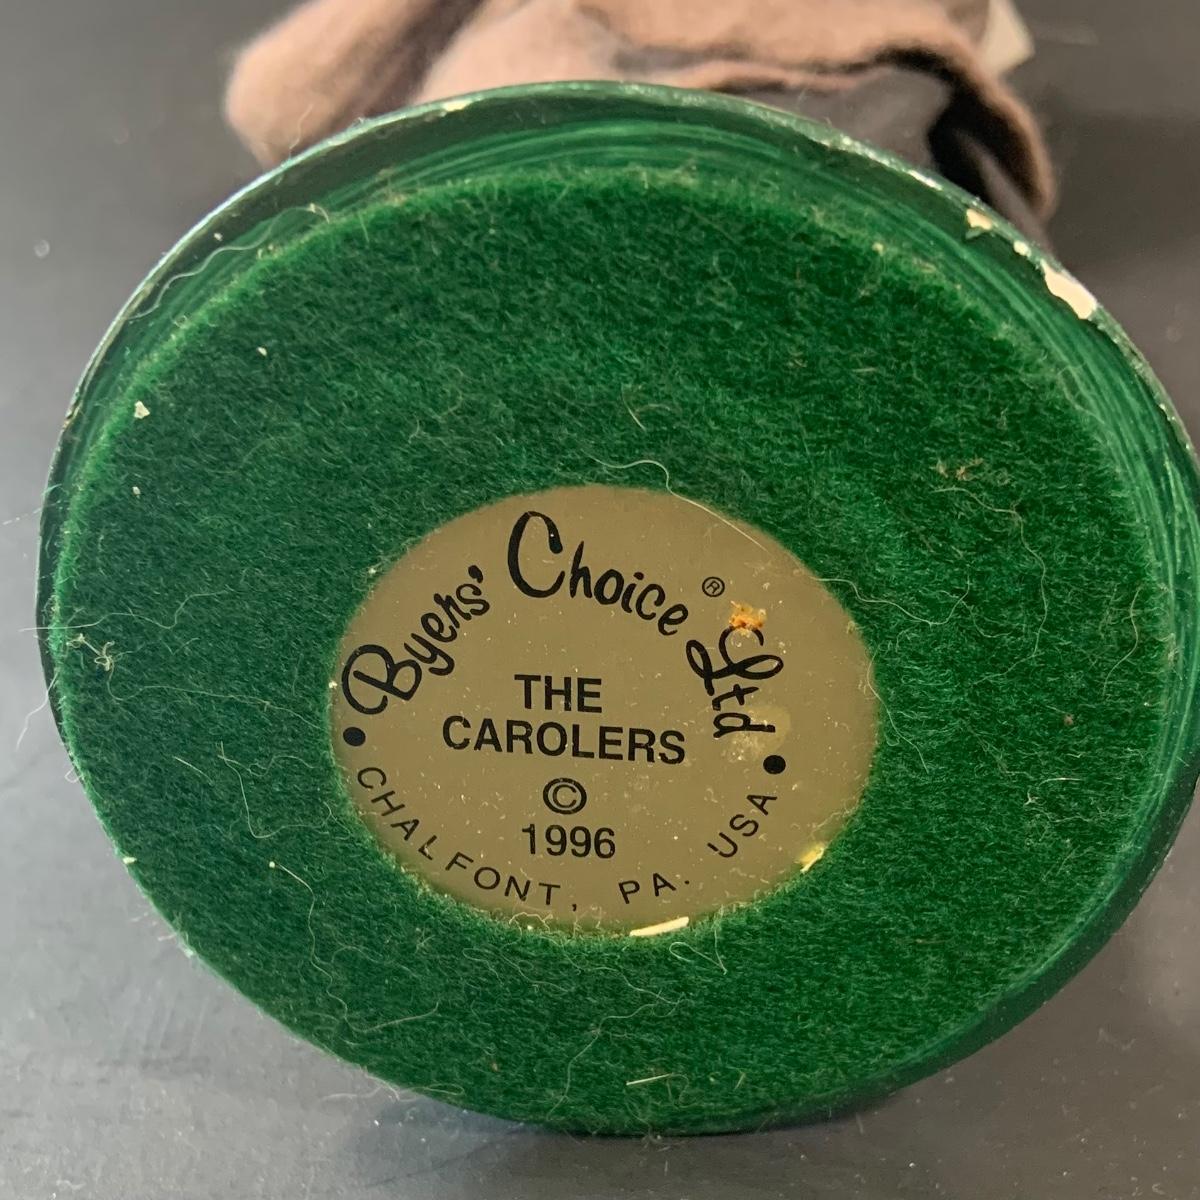 Byers' Choice Ltd ®
THE
CAROLERS
©
1996
• CHALFONT, PA. USA •